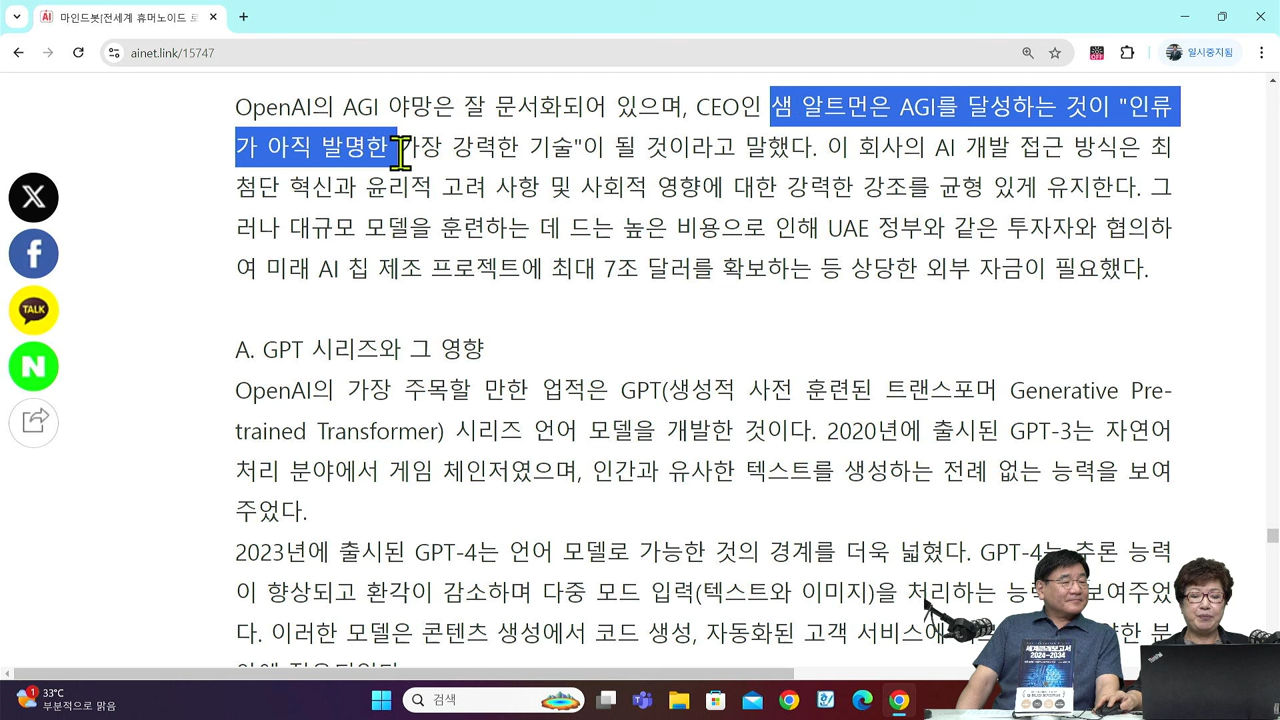 마인드봇(전세계 휴머노이드 로
ainet.link/15747
OFF
일시중지됨
OpenAI의 AGI 야망은 잘 문서화되어 있으며, CEO인 샘 알트먼은 AGI를 달성하는 것이 "인류
가 아직 발명한 가장 강력한 기술"이 될 것이라고 말했다. 이 회사의 AI 개발 접근 방식은 최
첨단 혁신과 윤리적 고려 사항 및 사회적 영향에 대한 강력한 강조를 균형 있게 유지한다. 그
러나 대규모 모델을 훈련하는 데 드는 높은 비용으로 인해 UAE 정부와 같은 투자자와 협의하
여 미래 AI 칩 제조 프로젝트에 최대 7조 달러를 확보하는 등 상당한 외부 자금이 필요했다.
TALK
N
A. GPT 시리즈와 그 영향
OpenAI의 가장 주목할 만한 업적은 GPT(생성적 사전 훈련된 트랜스포머 Generative Pre-
trained Transformer) 시리즈 언어 모델을 개발한 것이다. 2020년에 출시된 GPT-3는 자연어
처리 분야에서 게임 체인저였으며, 인간과 유사한 텍스트를 생성하는 전례 없는 능력을 보여
주었다.
2023년에 출시된 GPT-4는 언어 모델로 가능한 것의 경계를 더욱 넓혔다. GPT-4는 추론 능력
이 향상되고 환각이 감소하며 다중 모드 입력(텍스트와 이미지)을 처리하는 능 보여주었
다. 이러한 모델은 콘텐츠 생성에서 코드 생성, 자동화된 고객 서비스에 분
세계미래보고서
2024-2034
ThinkPad
1
33°C
부분적으로 맑음
검색